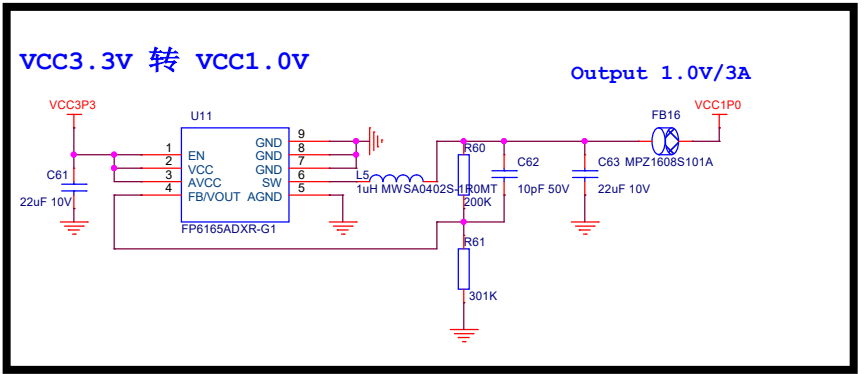 VCC3.3V 转 VCC1.0V
Output 1.0V/3A
VCC3P3
U11
FB16
VCC1P0
1 EN
2 VCC
3 AVCC
4 FB/VOUT
GND 9
GND 8
GND 7
SW 6
AGND 5
FP6165ADXR-G1
C61
22uF 10V
L5
1uH MWSA0402S-1R0MT
R60
200K
C62
10pF 50V
C63
22uF 10V
MPZ1608S101A
R61
301K